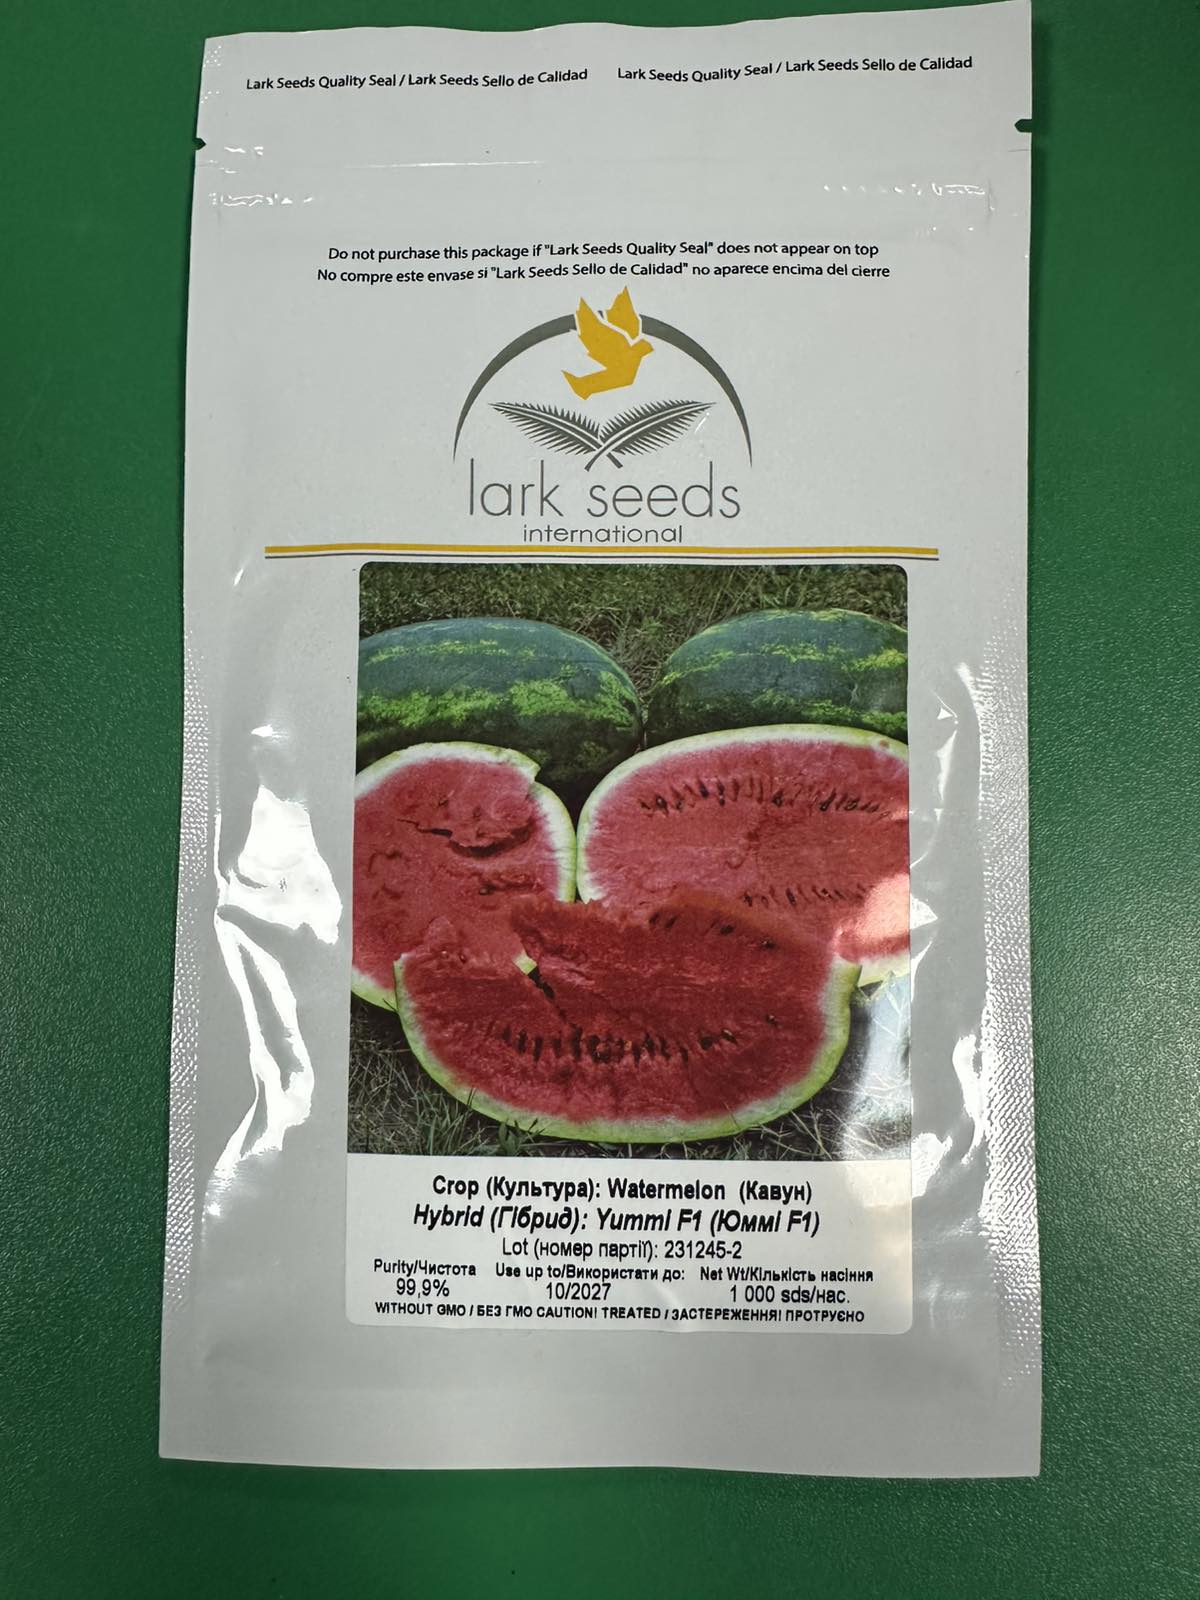 Lark Seeds Quality Seal / Lark Seeds Sello de Calidad Lark Seeds Quality Seal / Lark Seeds Sello de Calidad
Do not purchase this package if "Lark Seeds Quality Seal" does not appear on top
No compre este envase si "Lark Seeds Sello de Calidad" no aparece encima del cierre
lark seeds
international
Crop (Культура): Watermelon (Кавун)
Hybrid (Гібрид): Yummi F1 (Юммі F1)
Lot (номер партії): 231245-2
Purity/Чистота Use up to/Використати до: Net Wt/Кількість насіння
99,9% 10/2027 1 000 sds/нас.
WITHOUT GMO / БЕЗ ГМО CAUTION! TREATED / ЗАСТЕРЕЖЕННЯ! ПРОТРУЄНО